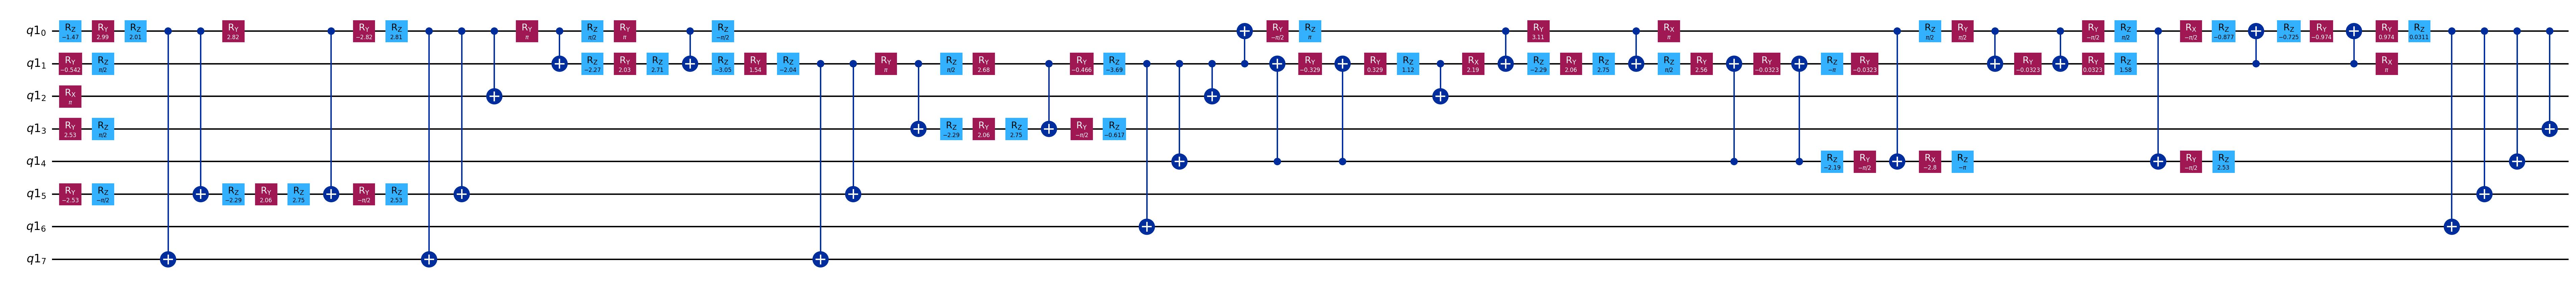 q1₀ R_Z −1.47 R_Y 2.99 R_Z 2.01 R_Y 2.82 R_Y −2.82 R_Z 2.81 R_Y π R_Z π/2 R_Y π R_Z −π/2 R_Y −π/2 R_Z π R_Y 3.11 R_X π R_Z π/2 R_Y π/2 R_Y −π/2 R_Z π/2 R_X −π/2 R_Z −0.877 R_Z −0.725 R_Y −0.974 R_Y 0.974 R_Z 0.0311
q1₁ R_Y −0.542 R_Z π/2 R_Z −2.27 R_Y 2.03 R_Z 2.71 R_Z −3.05 R_Y 1.54 R_Z −2.04 R_Y π R_Z π/2 R_Y 2.68 R_Y −0.466 R_Z −3.69 R_Y −0.329 R_Y 0.329 R_Z 1.12 R_X 2.19 R_Z −2.29 R_Y 2.06 R_Z 2.75 R_Z π/2 R_Y 2.56 R_Y −0.0323 R_Z −π R_Y −0.0323 R_Y −0.0323 R_Y 0.0323 R_Z 1.58 R_X π
q1₂ R_X π
q1₃ R_Y 2.53 R_Z π/2 R_Z −2.29 R_Y 2.06 R_Z 2.75 R_Y −π/2 R_Z −0.617
q1₄ R_Z −2.19 R_Y −π/2 R_X −2.8 R_Z −π R_Y −π/2 R_Z 2.53
q1₅ R_Y −2.53 R_Z −π/2 R_Z −2.29 R_Y 2.06 R_Z 2.75 R_Y −π/2 R_Z 2.53
q1₆
q1₇